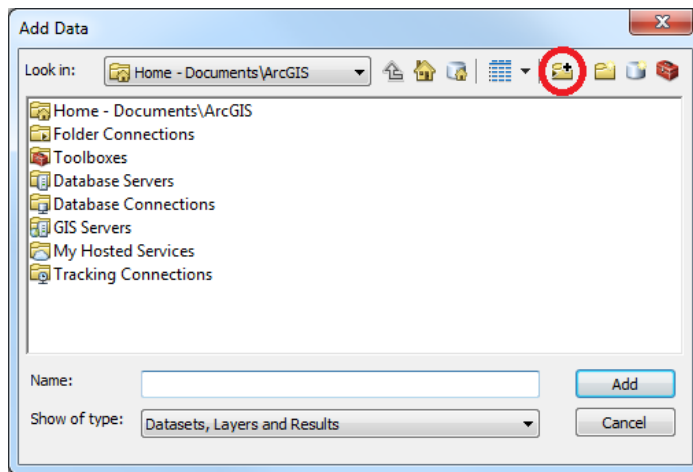 Add Data
Look in: Home - Documents\ArcGIS
Home - Documents\ArcGIS
Folder Connections
Toolboxes
Database Servers
Database Connections
GIS Servers
My Hosted Services
Tracking Connections
Name: Add
Show of type: Datasets, Layers and Results Cancel